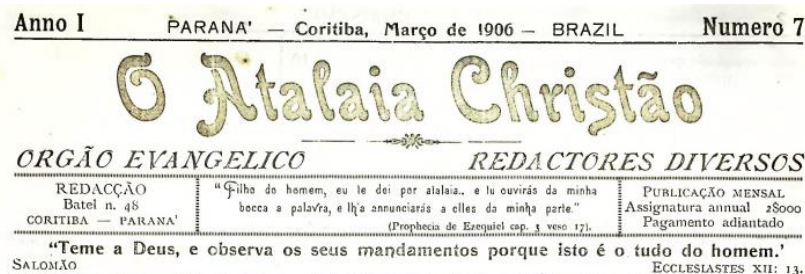 Anno I PARANA' — Coritiba, Março de 1906 — BRAZIL Numero 7
O Atalaia Christão
ORGÃO EVANGELICO REDACTORES DIVERSOS
REDACÇÃO
Batel n. 48
CORITIBA — PARANA'
"Filho do homem, eu te dei por atalaia.. e tu ouvirás da minha
bocca a palavra, e lh'a annunciarás a elles da minha parte."
(Prophecia de Ezequiel cap. 3 veso 17).
PUBLICAÇÃO MENSAL
Assignatura annual 2$000
Pagamento adiantado
"Teme a Deus, e observa os seus mandamentos porque isto é o tudo do homem.'
SALOMÃO ECCLESIASTES XII: 13.